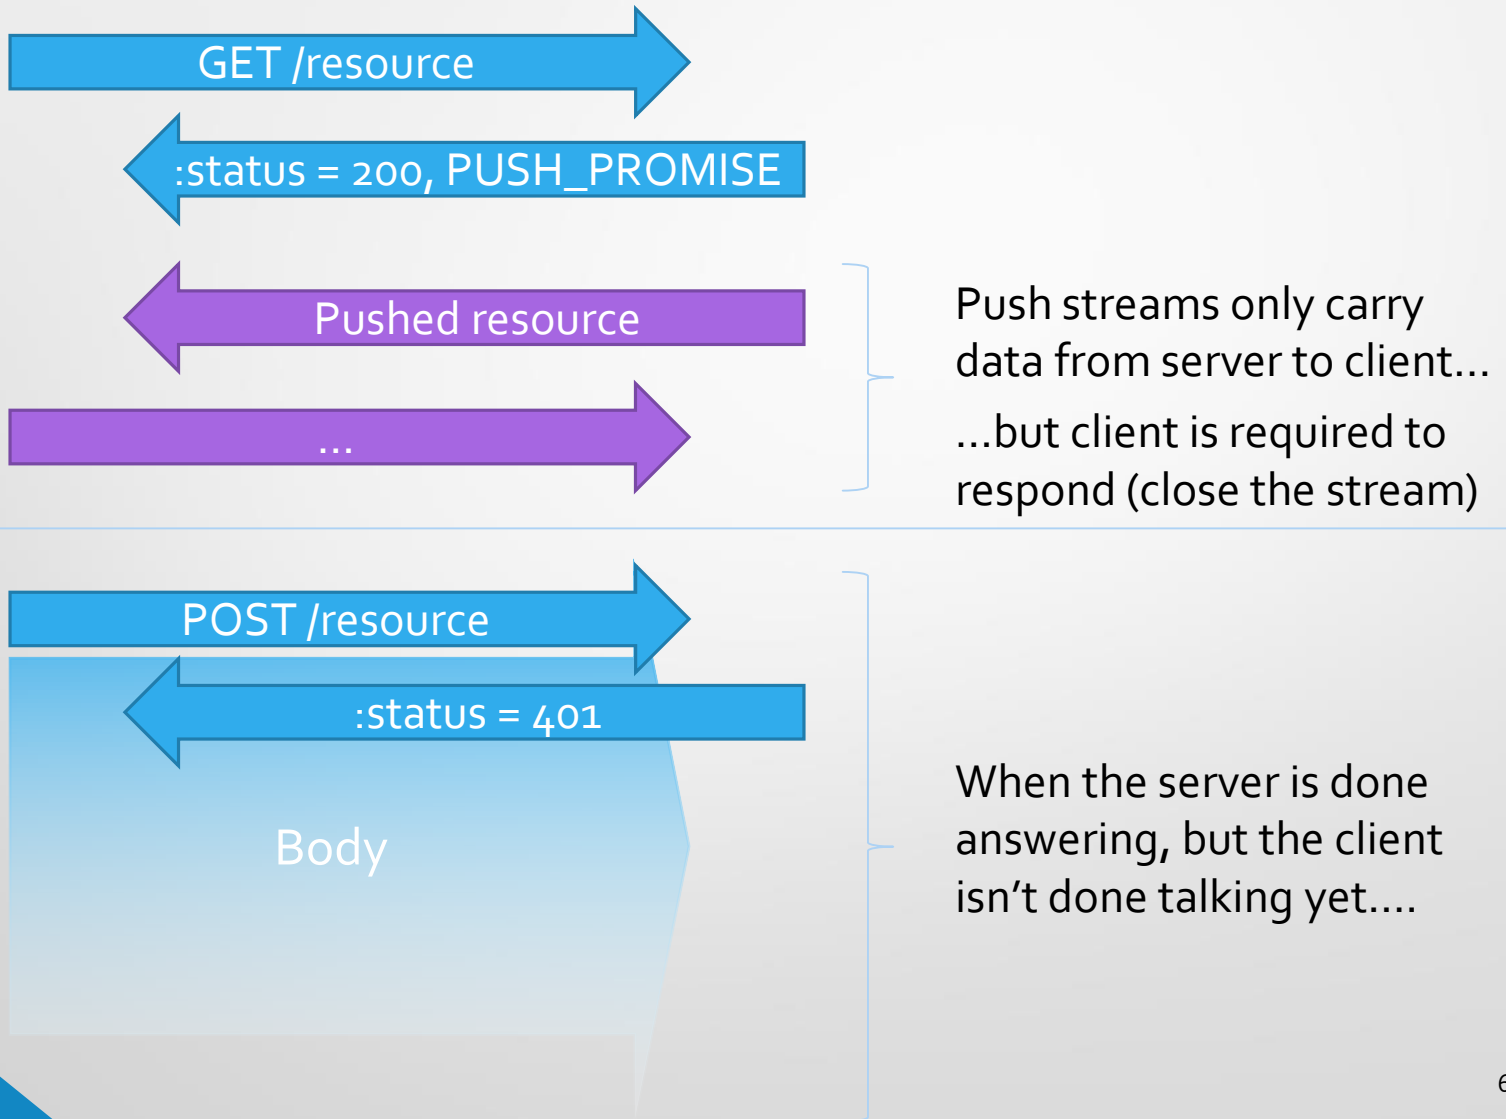 GET /resource
:status = 200, PUSH_PROMISE
Pushed resource
...
Push streams only carry
data from server to client...
...but client is required to
respond (close the stream)
POST /resource
:status = 401
Body
When the server is done
answering, but the client
isn’t done talking yet....
6